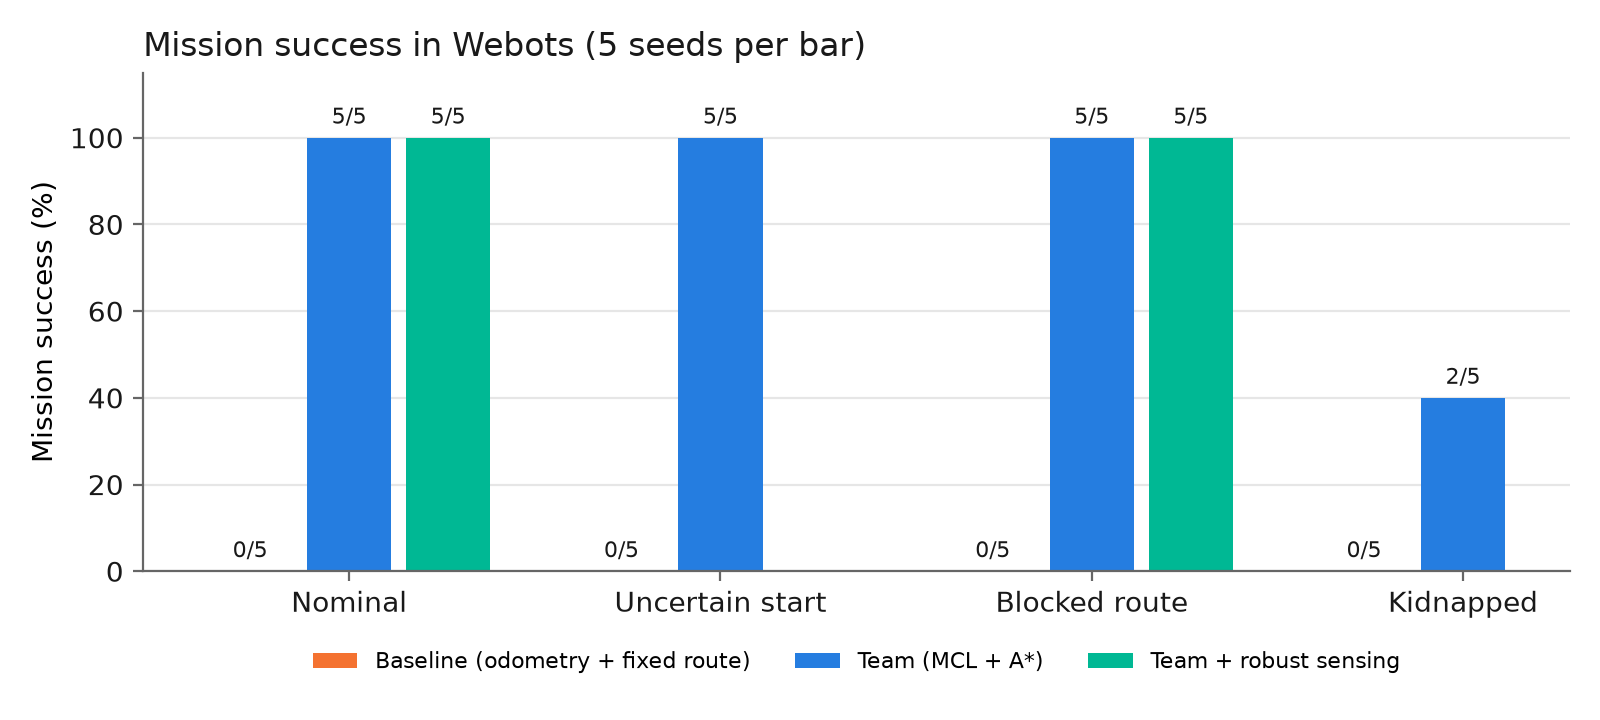 Mission success in Webots (5 seeds per bar)
Mission success (%)
100
80
60
40
20
0
0/5
5/5
5/5
0/5
5/5
0/5
5/5
5/5
0/5
2/5
Nominal
Uncertain start
Blocked route
Kidnapped
Baseline (odometry + fixed route)
Team (MCL + A*)
Team + robust sensing